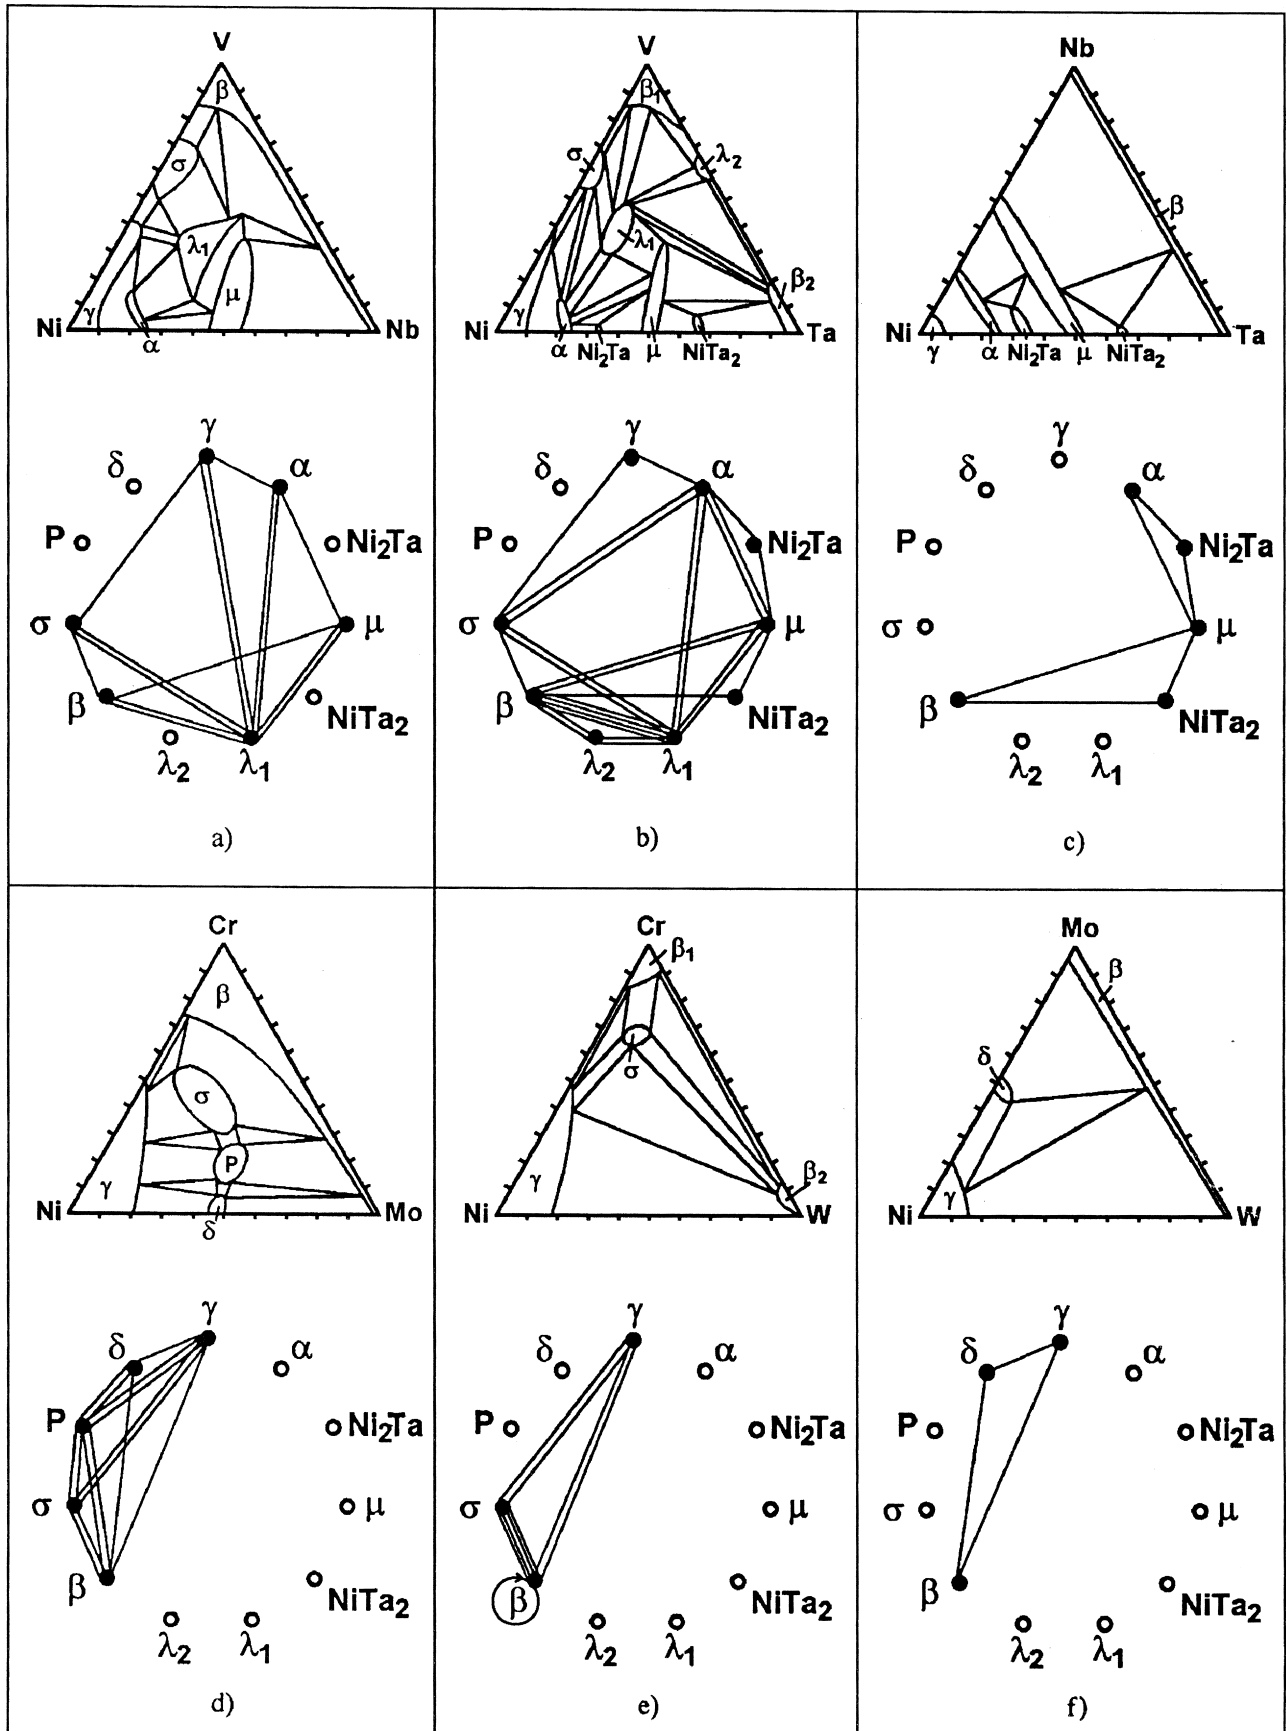 V
β
σ
λ₁
γ
μ
Ni
Nb
α
γ
δ
α
P
Ni₂Ta
σ
μ
β
NiTa₂
λ₂
λ₁
a)
V
β₁
σ
λ₂
λ₁
β₂
γ
Ni
Ta
α
Ni₂Ta
μ
NiTa₂
γ
δ
α
P
Ni₂Ta
σ
μ
β
NiTa₂
λ₂
λ₁
b)
Nb
β
Ni
Ta
γ
α
Ni₂Ta
μ
NiTa₂
γ
δ
α
P
Ni₂Ta
σ
μ
β
NiTa₂
λ₂
λ₁
c)
Cr
β
σ
P
γ
Ni
Mo
δ
γ
δ
α
P
Ni₂Ta
σ
μ
β
NiTa₂
λ₂
λ₁
d)
Cr
β₁
σ
β₂
γ
Ni
W
γ
δ
α
P
Ni₂Ta
σ
μ
β
NiTa₂
λ₂
λ₁
e)
Mo
β
δ
γ
Ni
W
γ
δ
α
P
Ni₂Ta
σ
μ
β
NiTa₂
λ₂
λ₁
f)